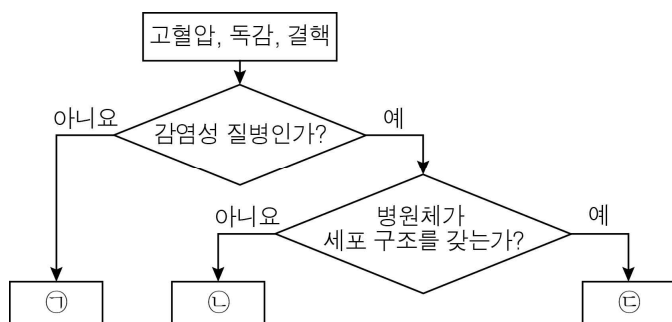 고혈압, 독감, 결핵
아니요
감염성 질병인가?
예
아니요
병원체가
세포 구조를 갖는가?
예
㉠
㉡
㉢